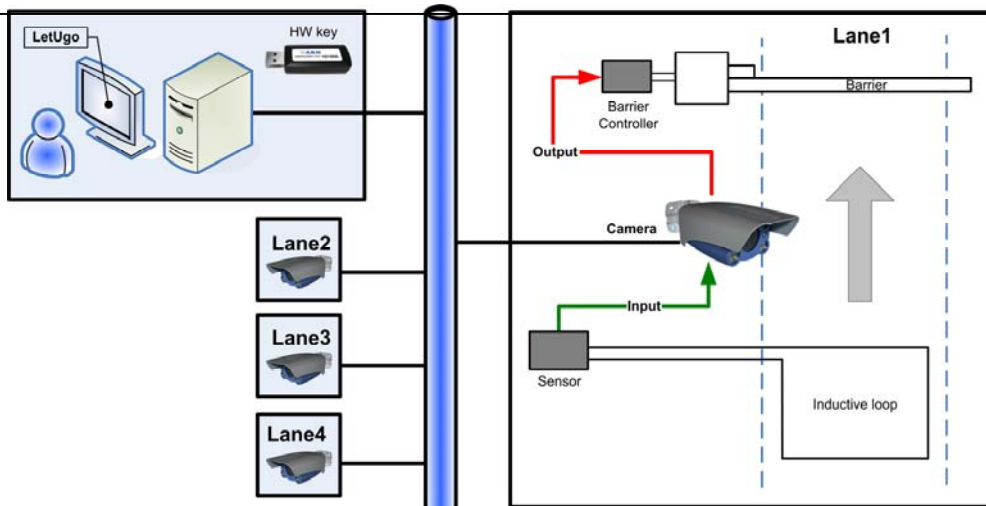 LetUgo
HW key
Lane1
Barrier
Barrier
Controller
Output
Camera
Lane2
Input
Lane3
Sensor
Inductive loop
Lane4